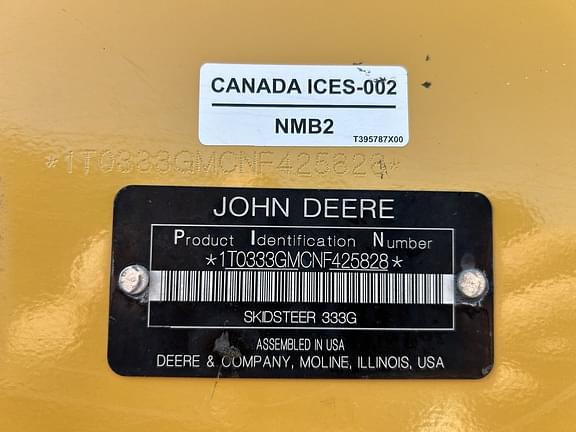 CANADA ICES-002
NMB2
T395787X00
*1T0333GMCNF425828*
JOHN DEERE
Product Identification Number
*1T0333GMCNF425828*
SKIDSTEER 333G
ASSEMBLED IN USA
DEERE & COMPANY, MOLINE, ILLINOIS, USA